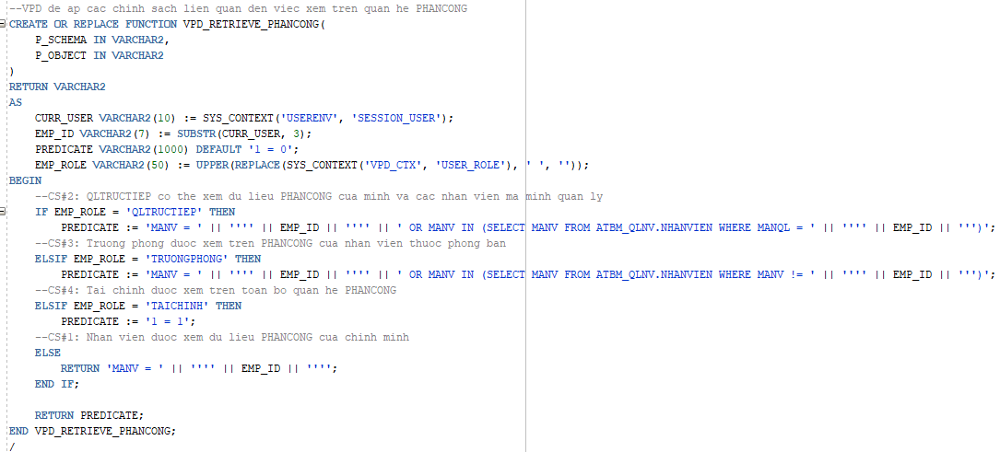 --VPD de ap cac chinh sach lien quan den viec xem tren quan he PHANCONG
CREATE OR REPLACE FUNCTION VPD_RETRIEVE_PHANCONG(
    P_SCHEMA IN VARCHAR2,
    P_OBJECT IN VARCHAR2
)
RETURN VARCHAR2
AS
    CURR_USER VARCHAR2(10) := SYS_CONTEXT('USERENV', 'SESSION_USER');
    EMP_ID VARCHAR2(7) := SUBSTR(CURR_USER, 3);
    PREDICATE VARCHAR2(1000) DEFAULT '1 = 0';
    EMP_ROLE VARCHAR2(50) := UPPER(REPLACE(SYS_CONTEXT('VPD_CTX', 'USER_ROLE'), ' ', ''));
BEGIN
    --CS#2: QLTRUCTIEP co the xem du lieu PHANCONG cua minh va cac nhan vien ma minh quan ly
    IF EMP_ROLE = 'QLTRUCTIEP' THEN
        PREDICATE := 'MANV = ' || '''' || EMP_ID || '''' || ' OR MANV IN (SELECT MANV FROM ATBM_QLNV.NHANVIEN WHERE MANQL = ' || '''' || EMP_ID || ''')';
    --CS#3: Truong phong duoc xem tren PHANCONG cua nhan vien thuoc phong ban
    ELSIF EMP_ROLE = 'TRUONGPHONG' THEN
        PREDICATE := 'MANV = ' || '''' || EMP_ID || '''' || ' OR MANV IN (SELECT MANV FROM ATBM_QLNV.NHANVIEN WHERE MANV != ' || '''' || EMP_ID || ''')';
    --CS#4: Tai chinh duoc xem tren toan bo quan he PHANCONG
    ELSIF EMP_ROLE = 'TAICHINH' THEN
        PREDICATE := '1 = 1';
    --CS#1: Nhan vien duoc xem du lieu PHANCONG cua chinh minh
    ELSE
        RETURN 'MANV = ' || '''' || EMP_ID || '''';
    END IF;
    RETURN PREDICATE;
END VPD_RETRIEVE_PHANCONG;
/